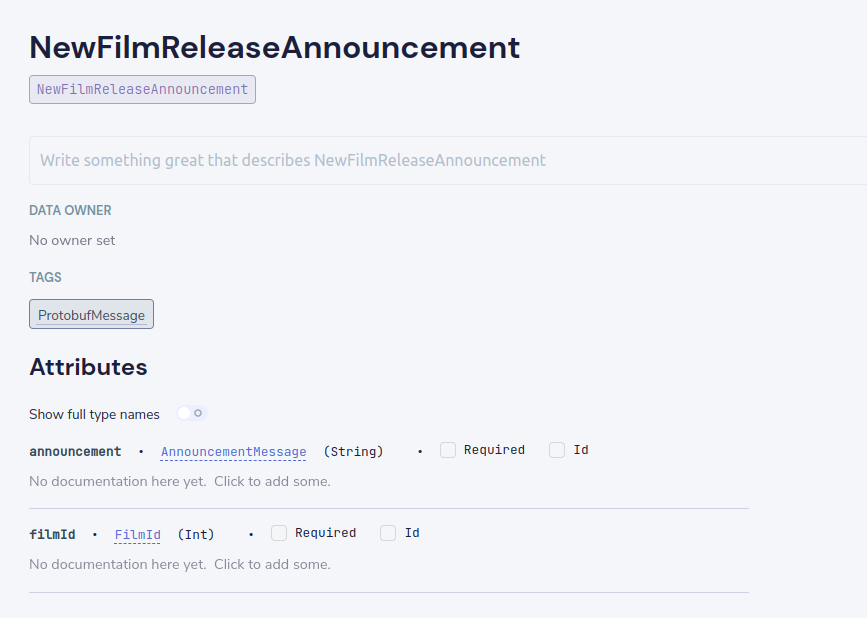 NewFilmReleaseAnnouncement
NewFilmReleaseAnnouncement
Write something great that describes NewFilmReleaseAnnouncement
DATA OWNER
No owner set
TAGS
ProtobufMessage
Attributes
Show full type names
announcement • AnnouncementMessage (String) • Required Id
No documentation here yet. Click to add some.
filmId • FilmId (Int) • Required Id
No documentation here yet. Click to add some.